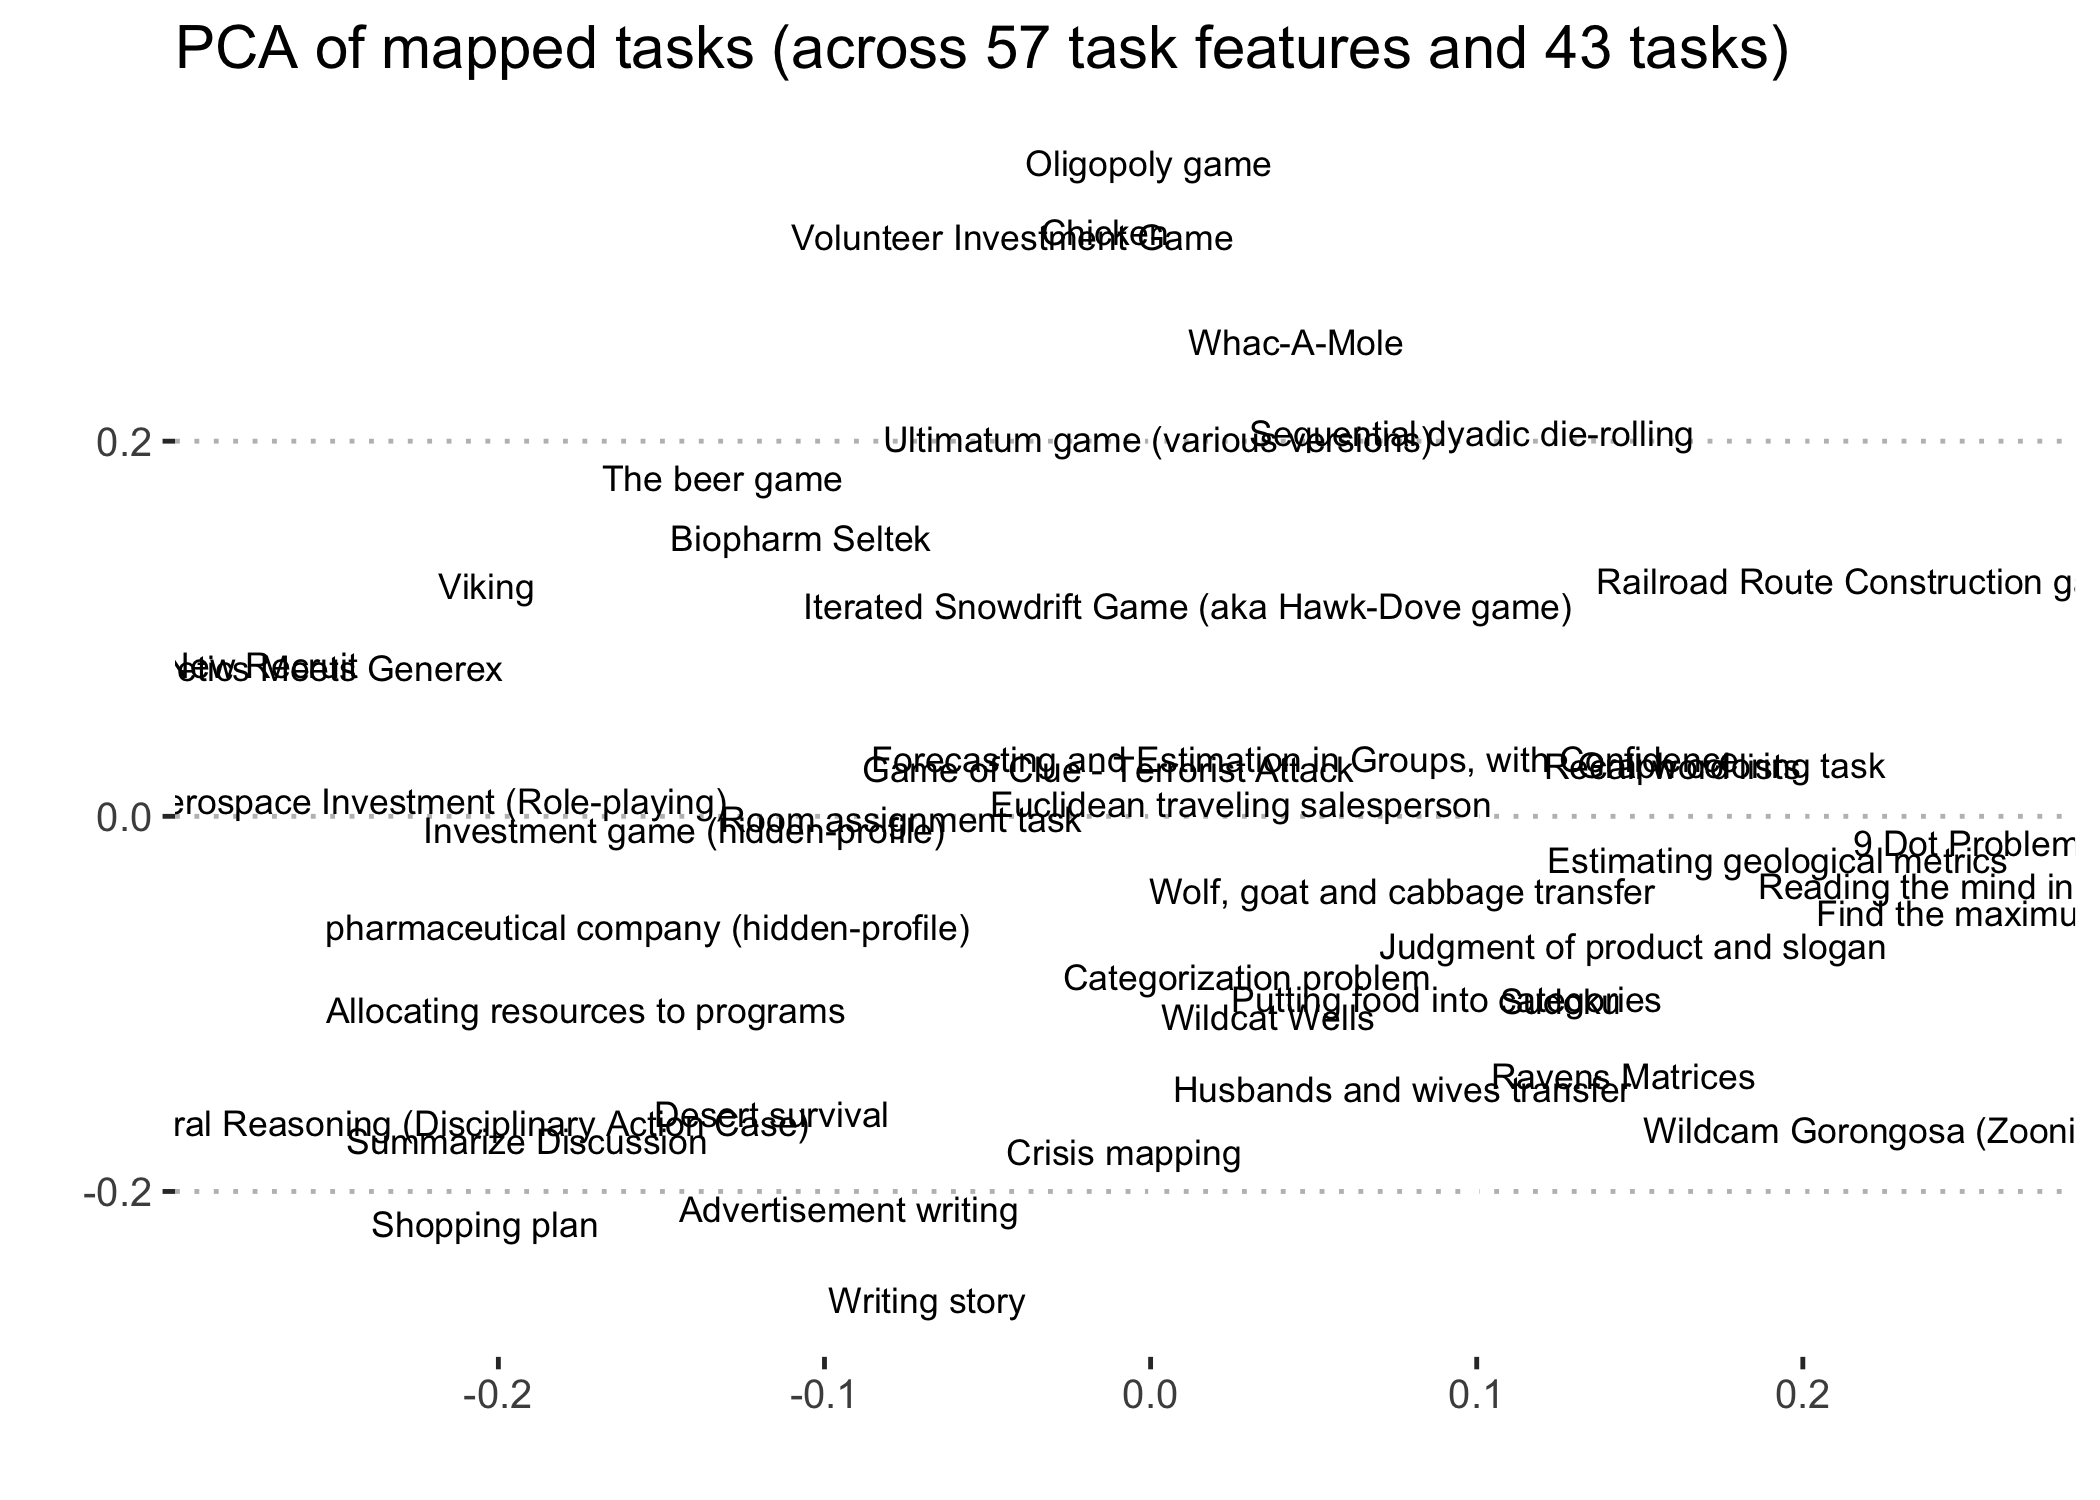 PCA of mapped tasks (across 57 task features and 43 tasks)
Oligopoly game
Chicken
Volunteer Investment Game
Whac-A-Mole
0.2
Ultimatum game (various versions)
Sequential dyadic die-rolling
The beer game
Biopharm Seltek
Viking
Railroad Route Construction ga
Iterated Snowdrift Game (aka Hawk-Dove game)
New Recruit
etics Meets Generex
Forecasting and Estimation in Groups, with Confidence
Game of Clue - Terrorist Attack
Recall word lists
Graph coloring task
erospace Investment (Role-playing)
Euclidean traveling salesperson
0.0
Room assignment task
Investment game (hidden-profile)
9 Dot Problem
Estimating geological metrics
Reading the mind in
Wolf, goat and cabbage transfer
Find the maximu
pharmaceutical company (hidden-profile)
Judgment of product and slogan
Categorization problem
Putting food into categories
Sudoku
Allocating resources to programs
Wildcat Wells
Ravens Matrices
Husbands and wives transfer
Desert survival
ral Reasoning (Disciplinary Action Case)
Wildcam Gorongosa (Zooni
Summarize Discussion
Crisis mapping
-0.2
Advertisement writing
Shopping plan
Writing story
-0.2 -0.1 0.0 0.1 0.2